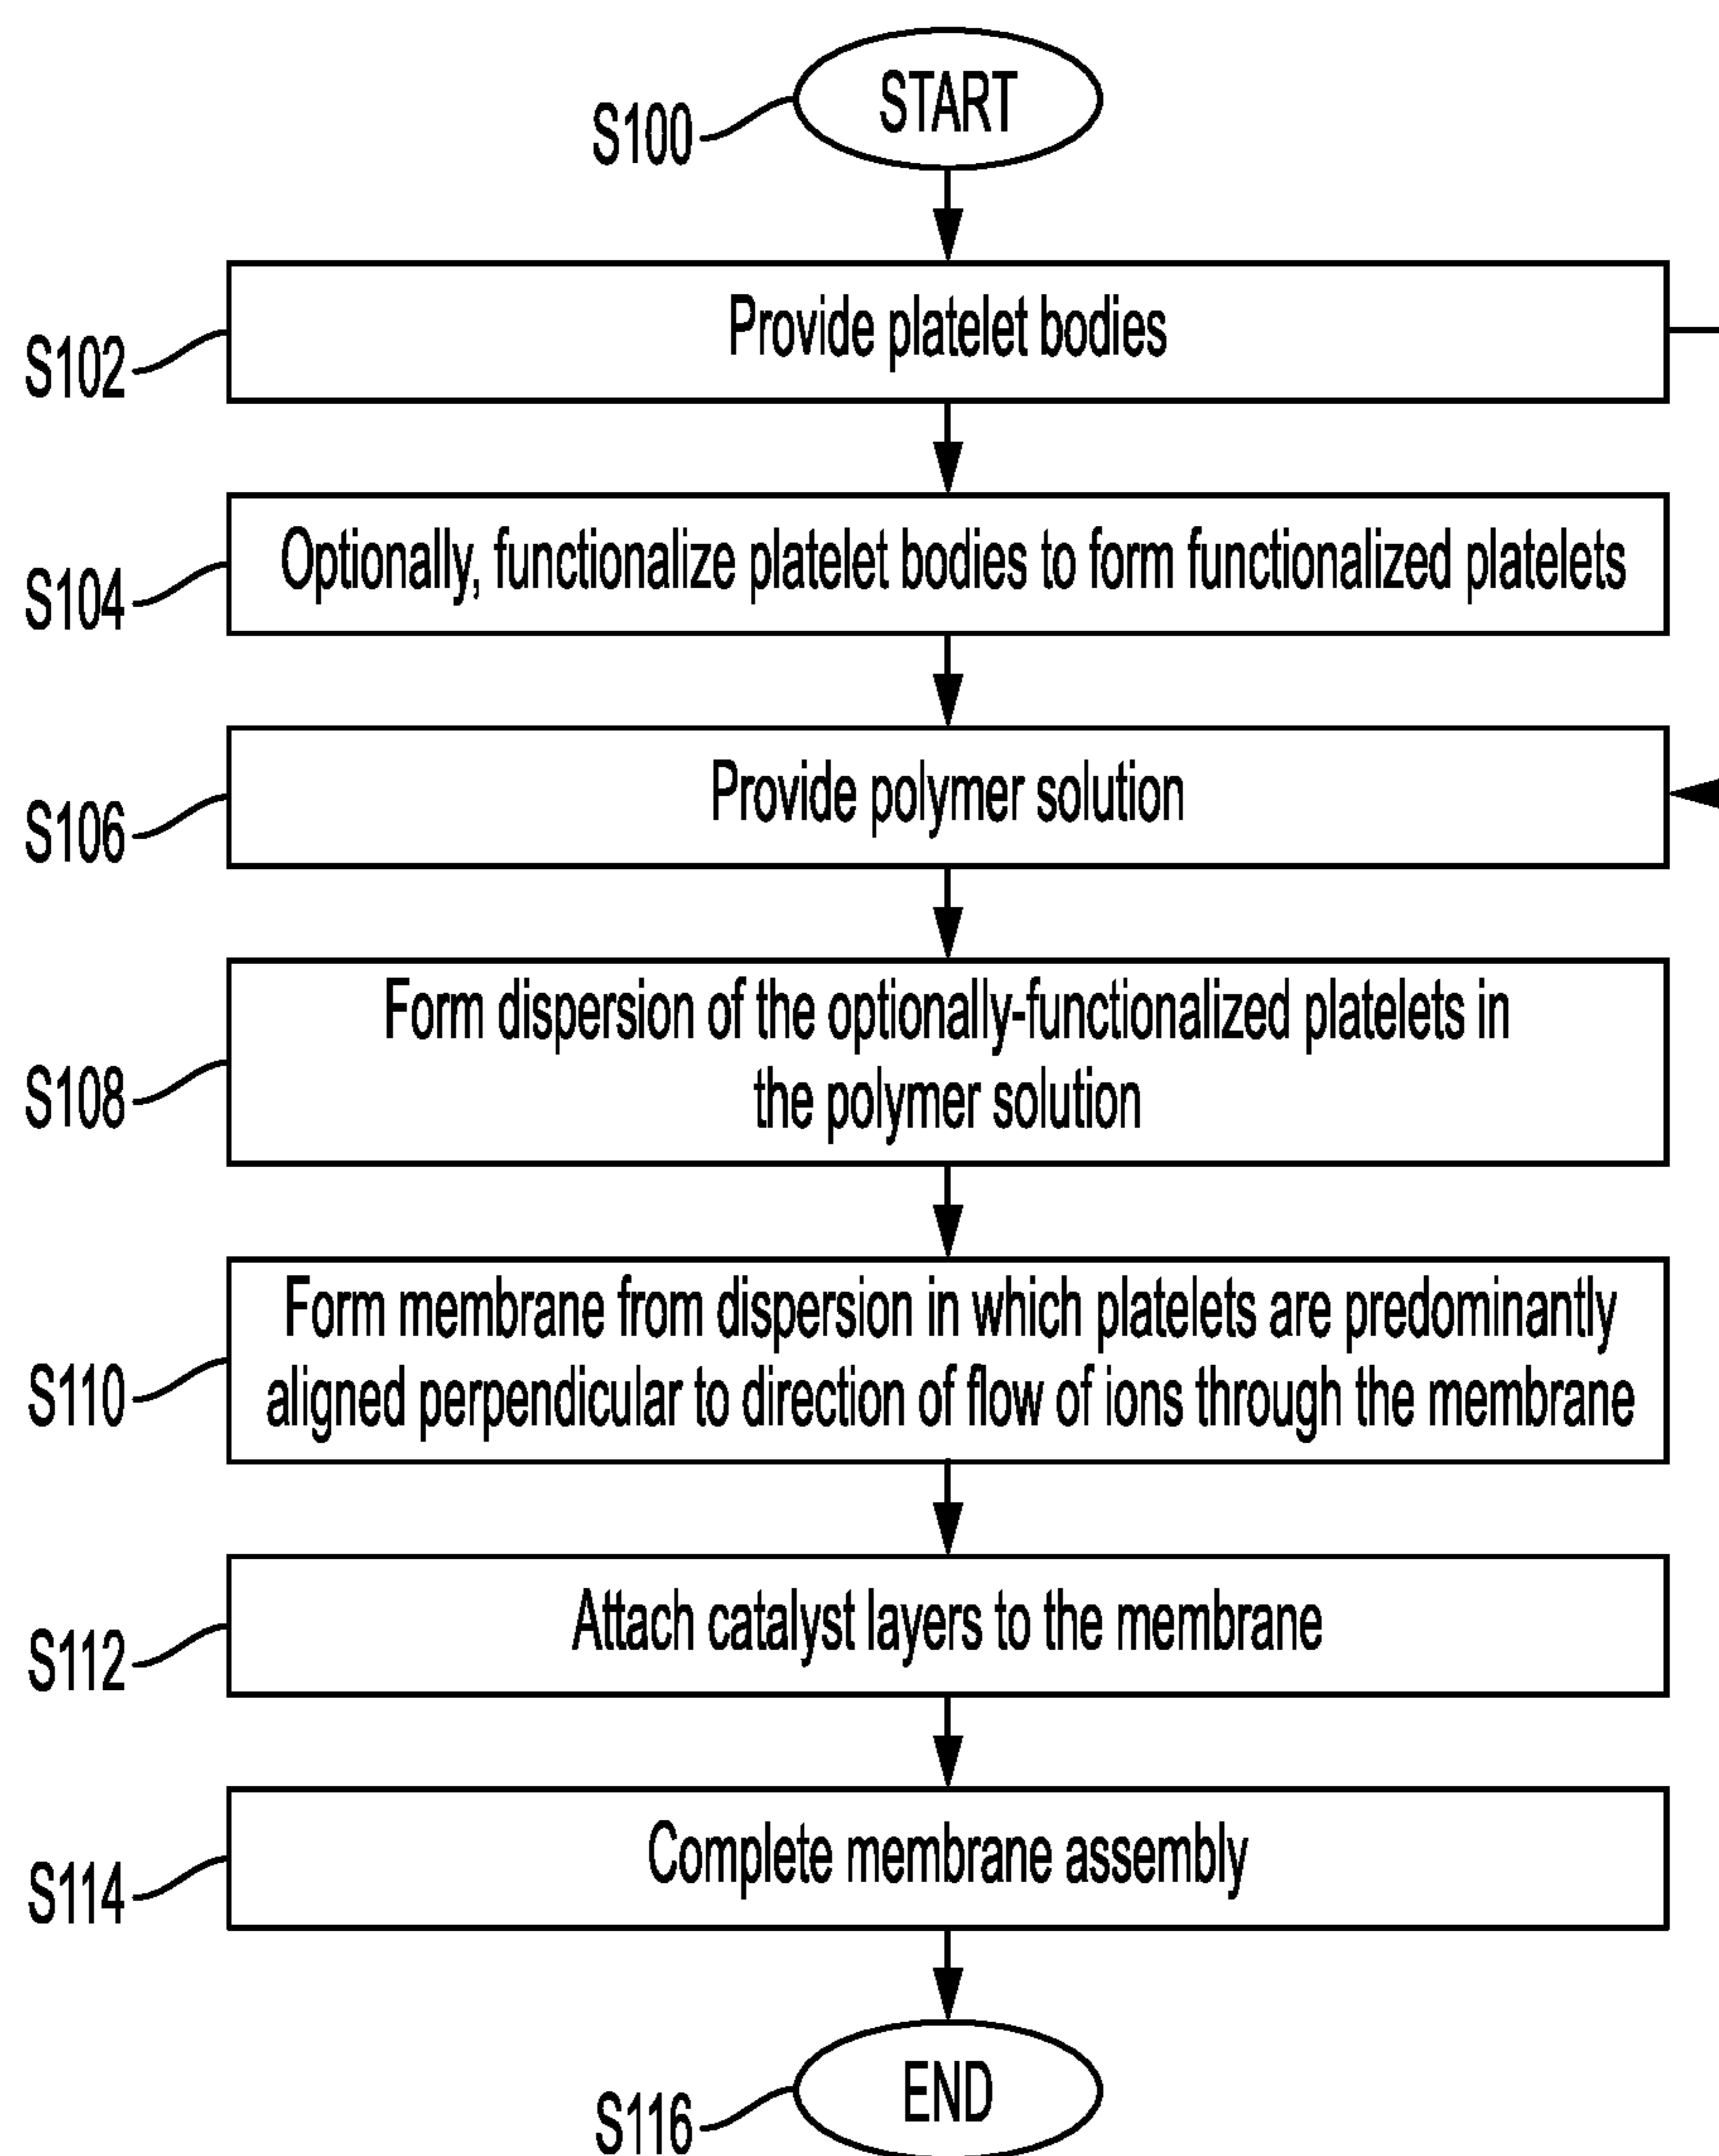 START
S100
Provide platelet bodies
S102
Optionally, functionalize platelet bodies to form functionalized platelets
S104
Provide polymer solution
S106
Form dispersion of the optionally-functionalized platelets in
the polymer solution
S108
Form membrane from dispersion in which platelets are predominantly
aligned perpendicular to direction of flow of ions through the membrane
S110
Attach catalyst layers to the membrane
S112
Complete membrane assembly
S114
END
S116